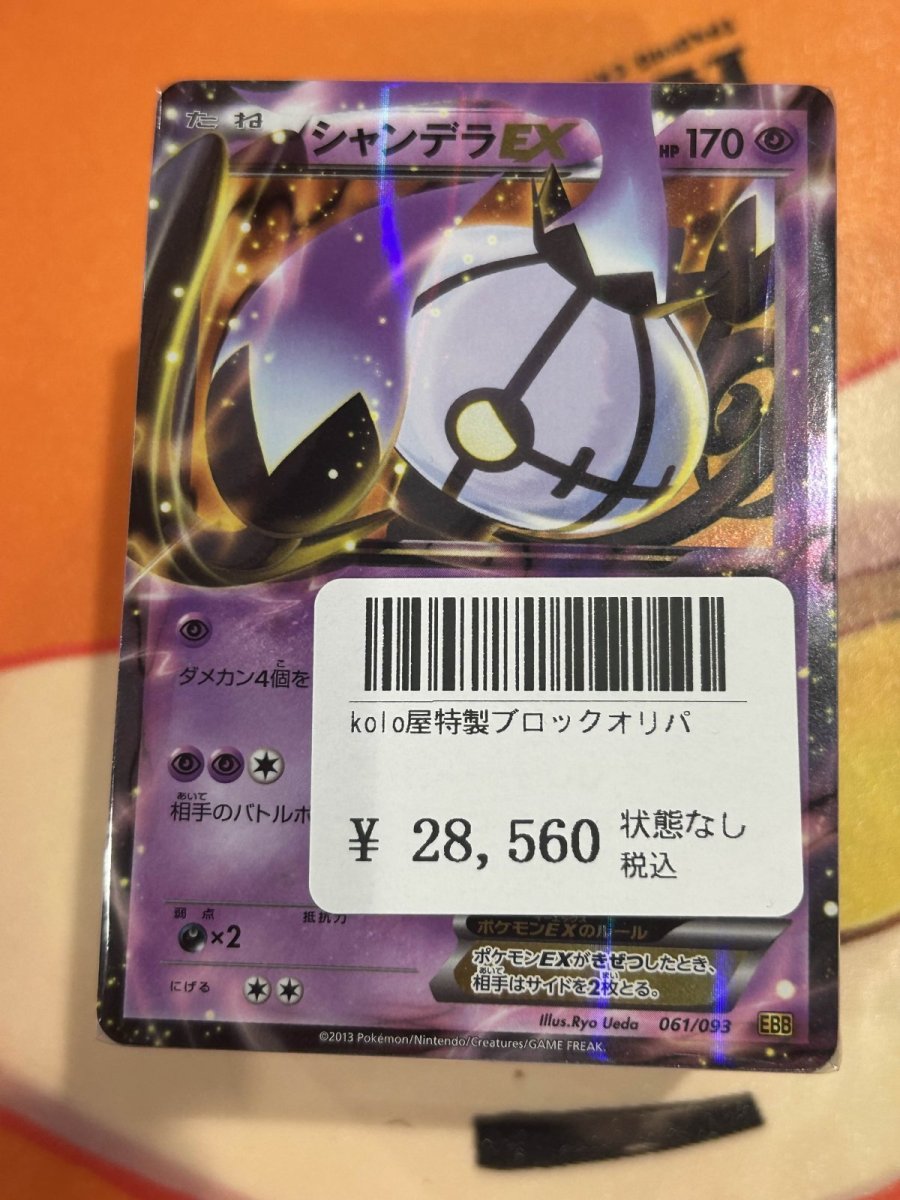 たね シャンデラEX HP 170
ダメカン4個を
相手のバトルポ
kolo屋特製ブロックオリパ
¥ 28,560 状態なし
税込
弱点 抵抗力
×2
にげる
ポケモンEXのルール
ポケモンEXがきぜつしたとき、
相手はサイドを2枚とる。
Illus.Ryo Ueda 061/093 EBB
©2013 Pokémon/Nintendo/Creatures/GAME FREAK.